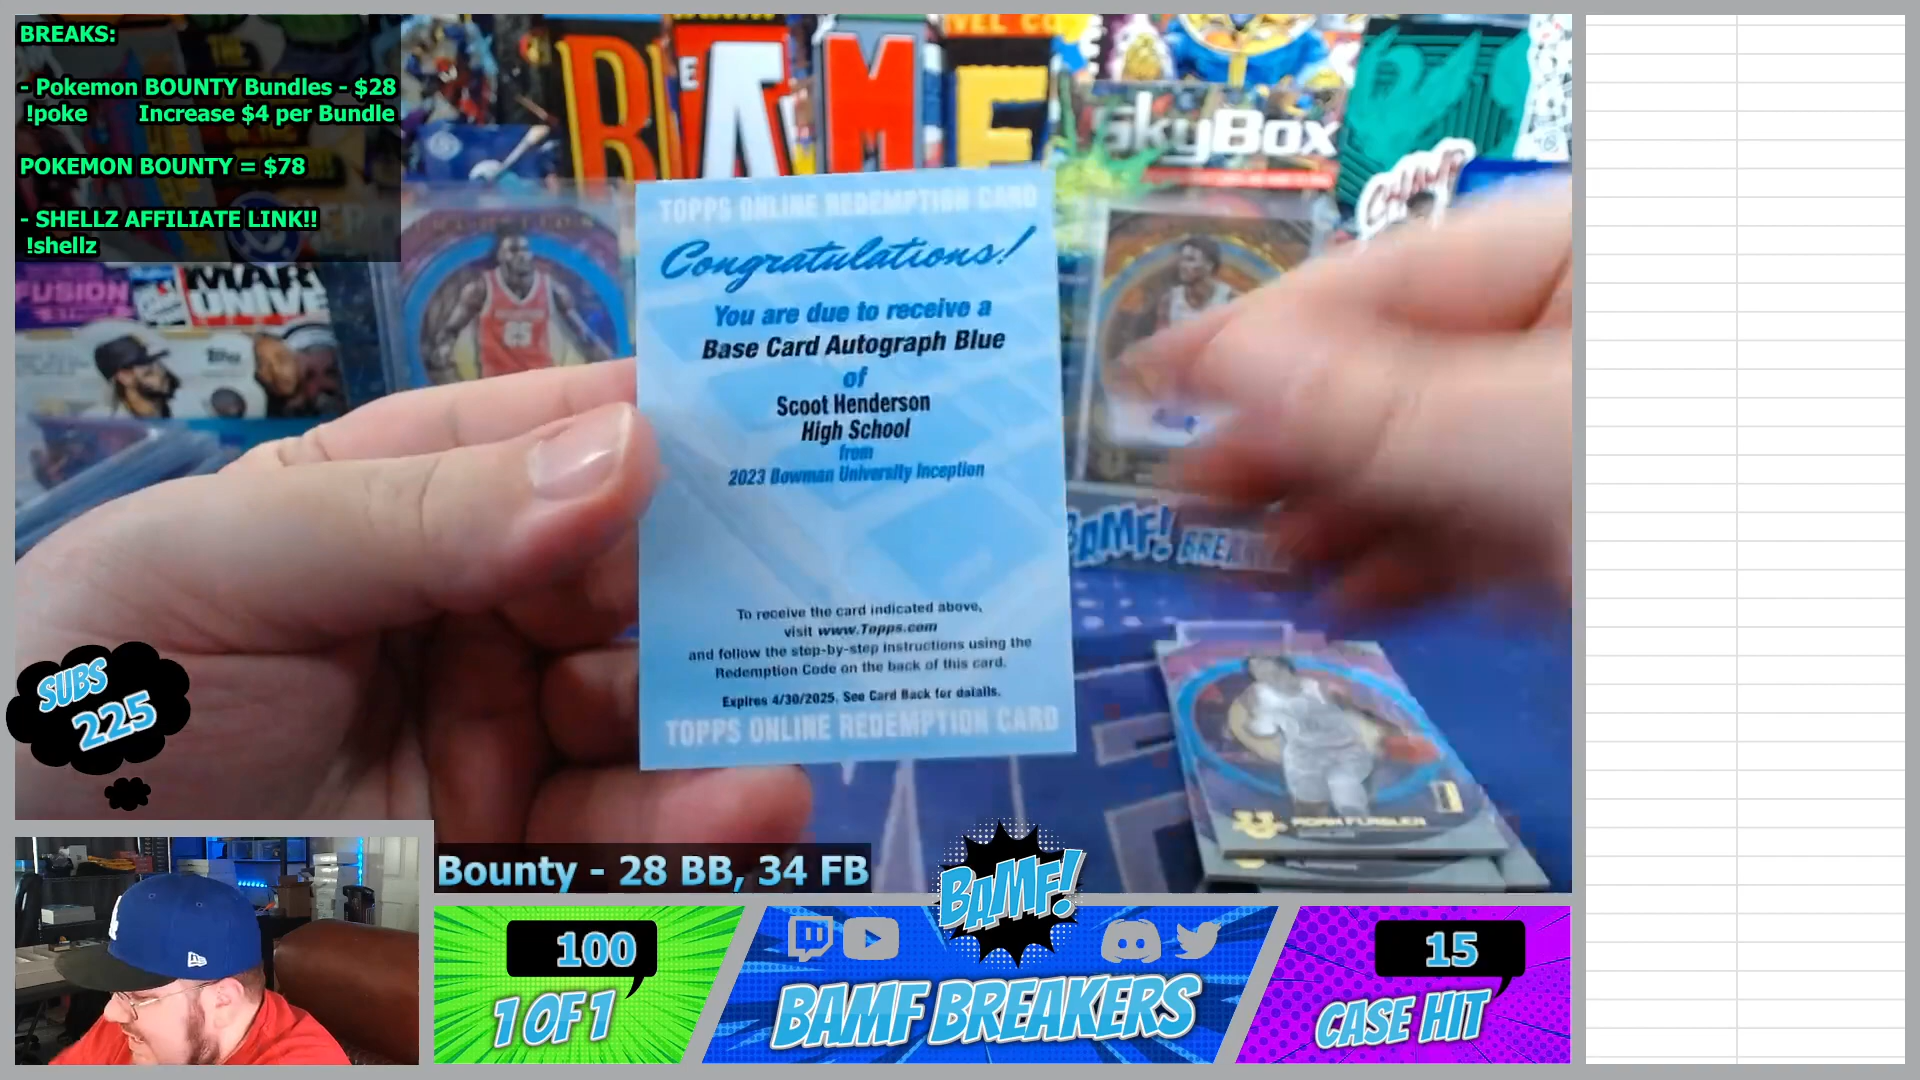 BREAKS:
- Pokemon BOUNTY Bundles - $28
!poke Increase $4 per Bundle
POKEMON BOUNTY = $78
- SHELLZ AFFILIATE LINK!!
!shellz
BAMF
SkyBox
FUSION
TOPPS ONLINE REDEMPTION CARD
Congratulations!
You are due to receive a
Base Card Autograph Blue
of
Scoot Henderson
High School
from
2023 Bowman University Inception
To receive the card indicated above,
visit www.Topps.com
and follow the step-by-step instructions using the
Redemption Code on the back of this card.
Expires 4/30/2025. See Card Back for details.
TOPPS ONLINE REDEMPTION CARD
BAMF!
SUBS
225
Bounty - 28 BB, 34 FB
BAMF!
100
1 OF 1
BAMF BREAKERS
15
CASE HIT